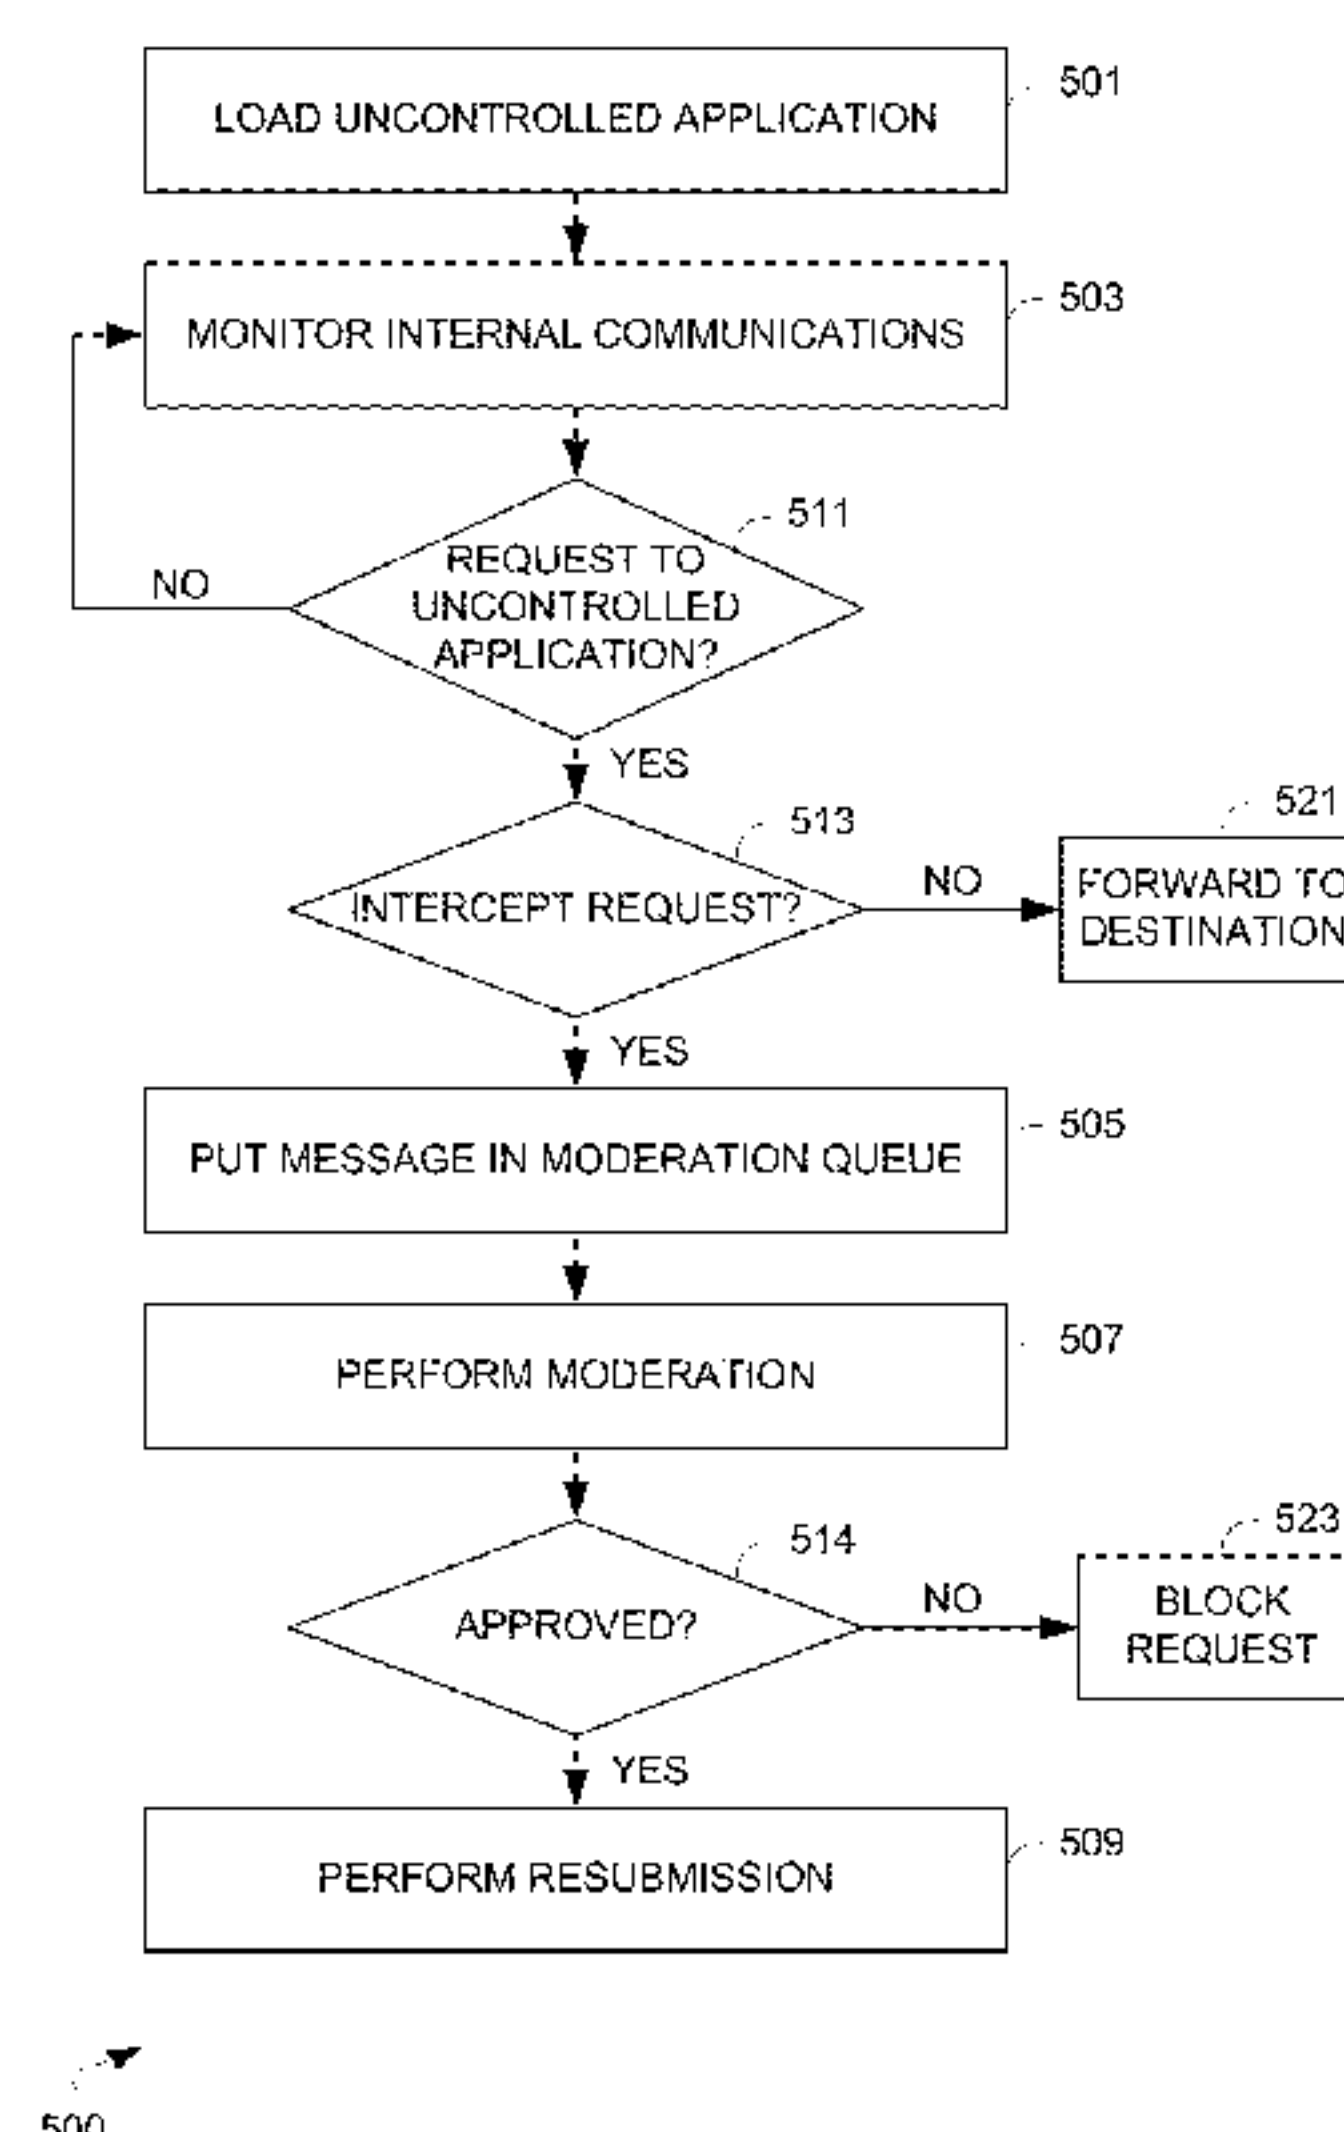 LOAD UNCONTROLLED APPLICATION
501
MONITOR INTERNAL COMMUNICATIONS
503
REQUEST TO
UNCONTROLLED
APPLICATION?
511
NO
YES
INTERCEPT REQUEST?
513
NO
521
FORWARD TO
DESTINATION
YES
PUT MESSAGE IN MODERATION QUEUE
505
PERFORM MODERATION
507
APPROVED?
514
NO
523
BLOCK
REQUEST
YES
PERFORM RESUBMISSION
509
500